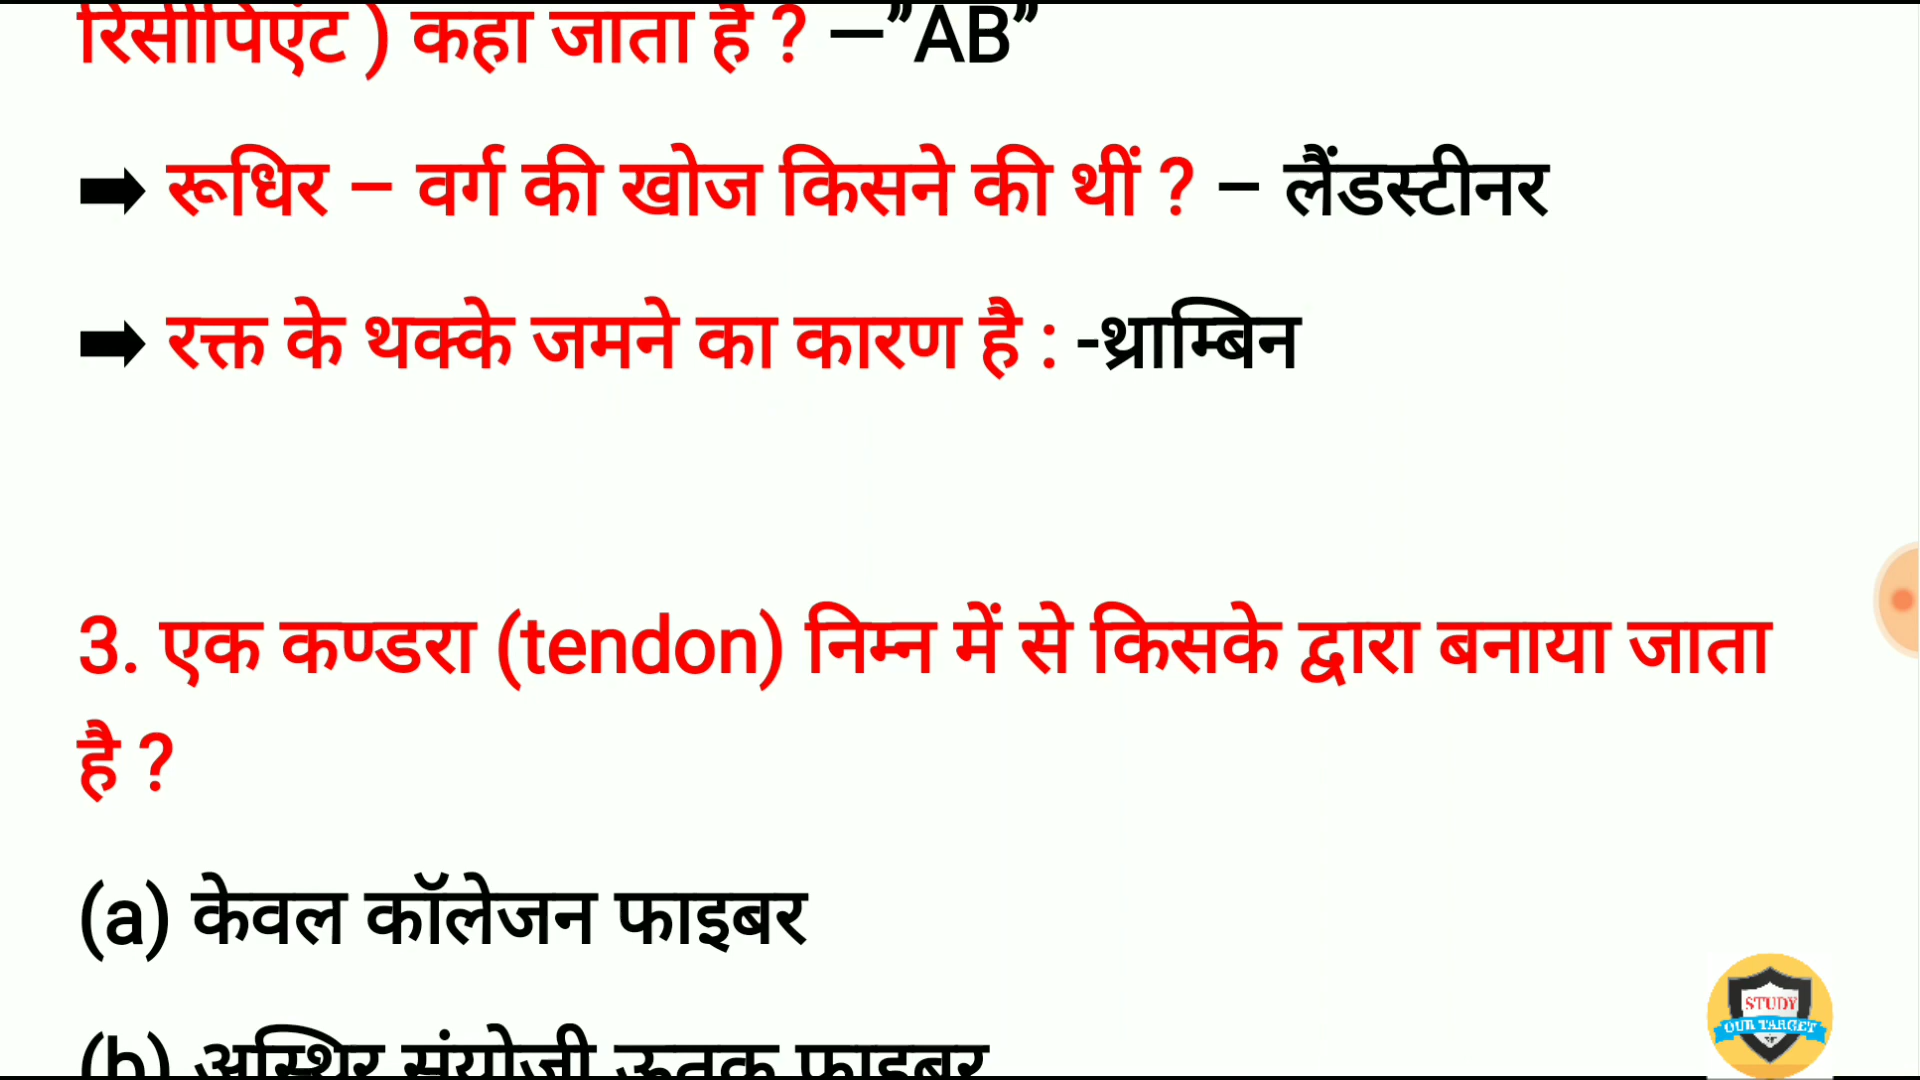 रिसीपिएंट ) कहा जाता है ? —”AB”
➡ रूधिर – वर्ग की खोज किसने की थीं ? – लैंडस्टीनर
➡ रक्त के थक्के जमने का कारण है : -थ्राम्बिन
3. एक कण्डरा (tendon) निम्न में से किसके द्वारा बनाया जाता
है ?
(a) केवल कॉलेजन फाइबर
(b) अस्थिर संयोजी ऊतक फाइबर
STUDY
OUR TARGET